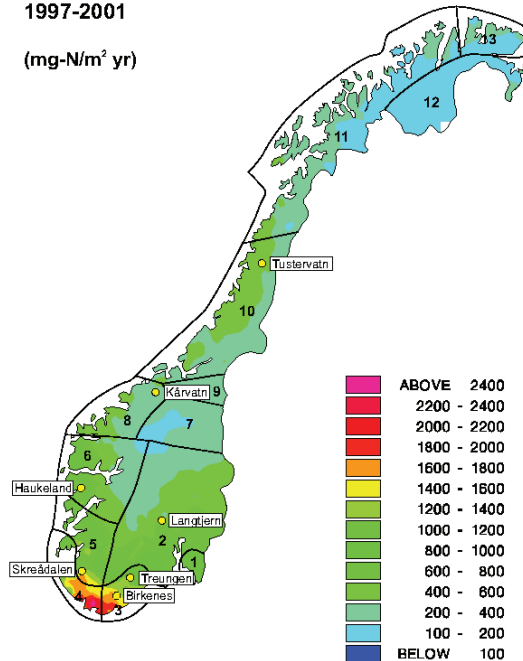 1997-2001
(mg-N/m² yr)
13
12
11
Tustervatn
10
Kårvatn
9
8
7
6
Haukeland
Langtjern
5
2
Skreådalen
1
Treungen
4
Birkenes
3
ABOVE 2400
2200 - 2400
2000 - 2200
1800 - 2000
1600 - 1800
1400 - 1600
1200 - 1400
1000 - 1200
800 - 1000
600 - 800
400 - 600
200 - 400
100 - 200
BELOW 100